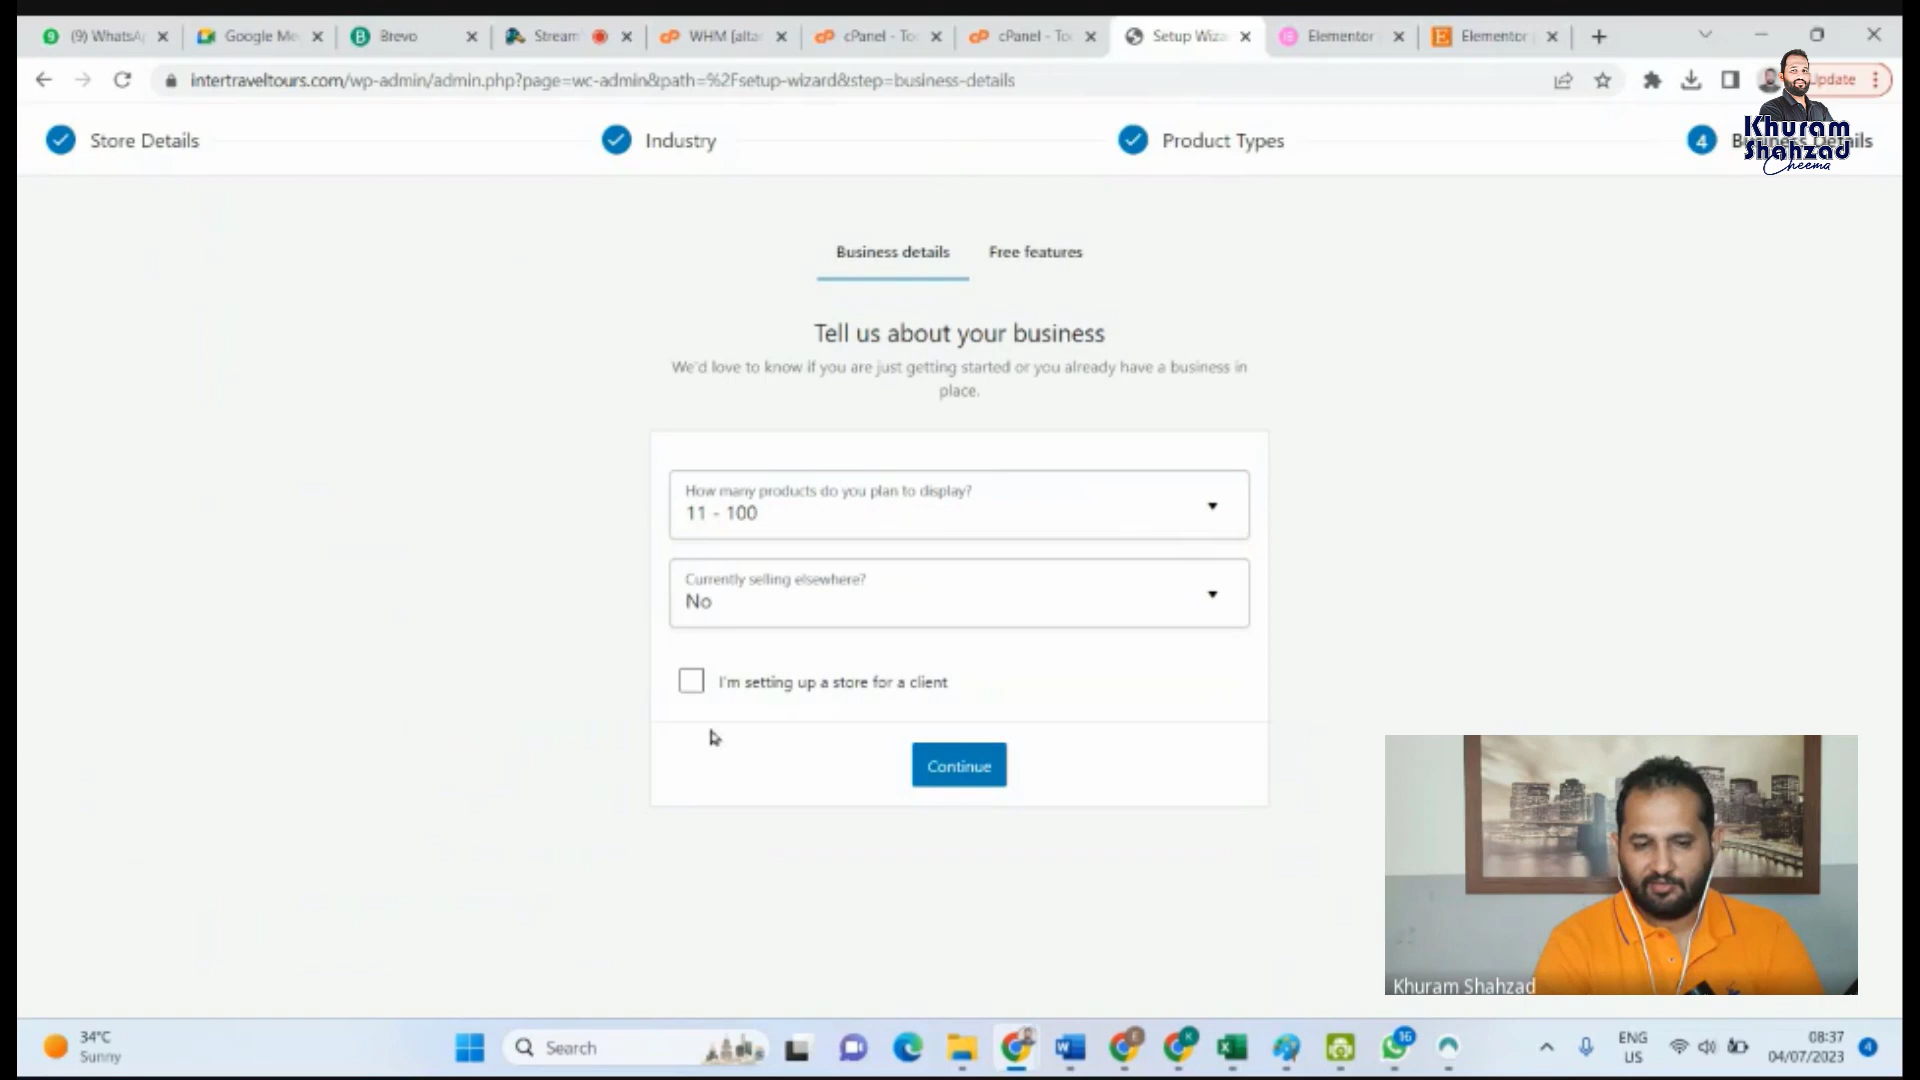 (9) WhatsA
Google Me
Brevo
Stream
WHM [alta
cPanel - To
cPanel - To
Setup Wiza
Elementor
Elementor
intertraveltours.com/wp-admin/admin.php?page=wc-admin&path=%2Fsetup-wizard&step=business-details
Update
Khuram
Shahzad
Cheema
Store Details
Industry
Product Types
4
Business Details
Business details
Free features
Tell us about your business
We'd love to know if you are just getting started or you already have a business in
place.
How many products do you plan to display?
11 - 100
Currently selling elsewhere?
No
I'm setting up a store for a client
Continue
Khuram Shahzad
34°C
Sunny
Search
16
ENG
US
08:37
04/07/2023
4